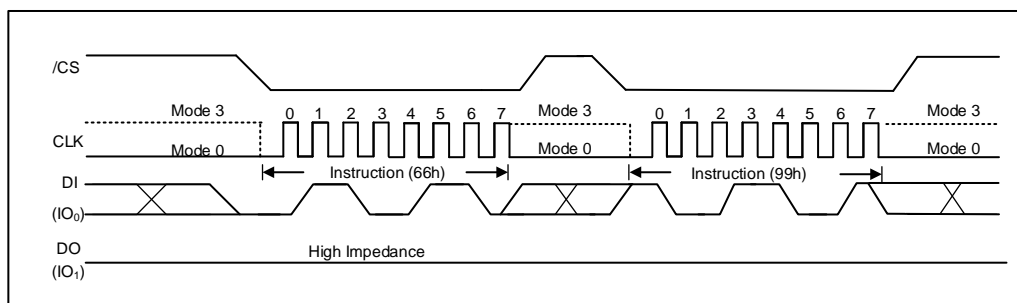 /CS
Mode 3 0 1 2 3 4 5 6 7 Mode 3 0 1 2 3 4 5 6 7 Mode 3
CLK Mode 0 Mode 0 Mode 0
Instruction (66h) Instruction (99h)
DI
(IO₀)
DO High Impedance
(IO₁)